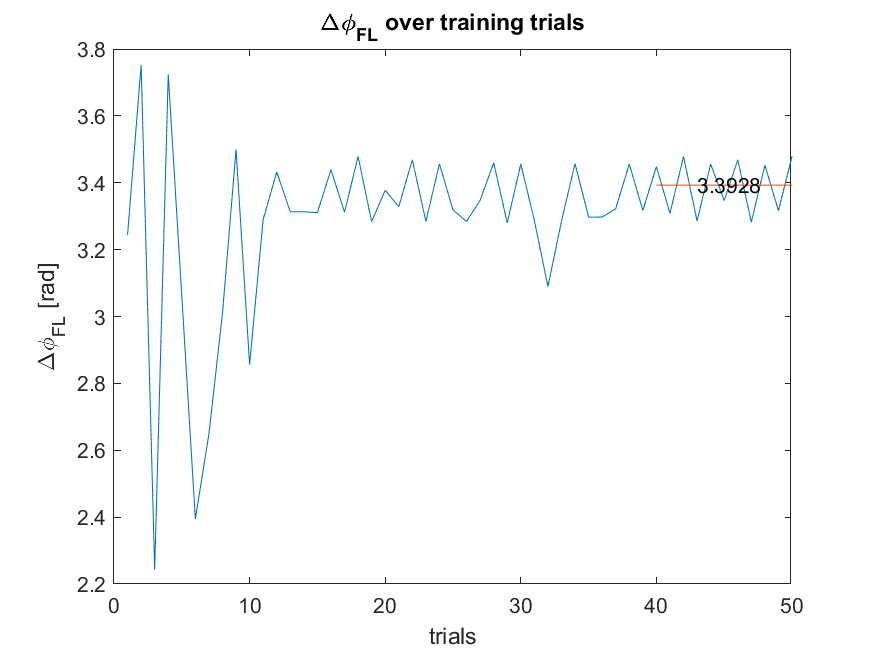 Δϕ_FL over training trials
3.8
3.6
3.4
3.2
3
2.8
2.6
2.4
2.2
Δϕ_FL [rad]
3.3928
0 10 20 30 40 50
trials